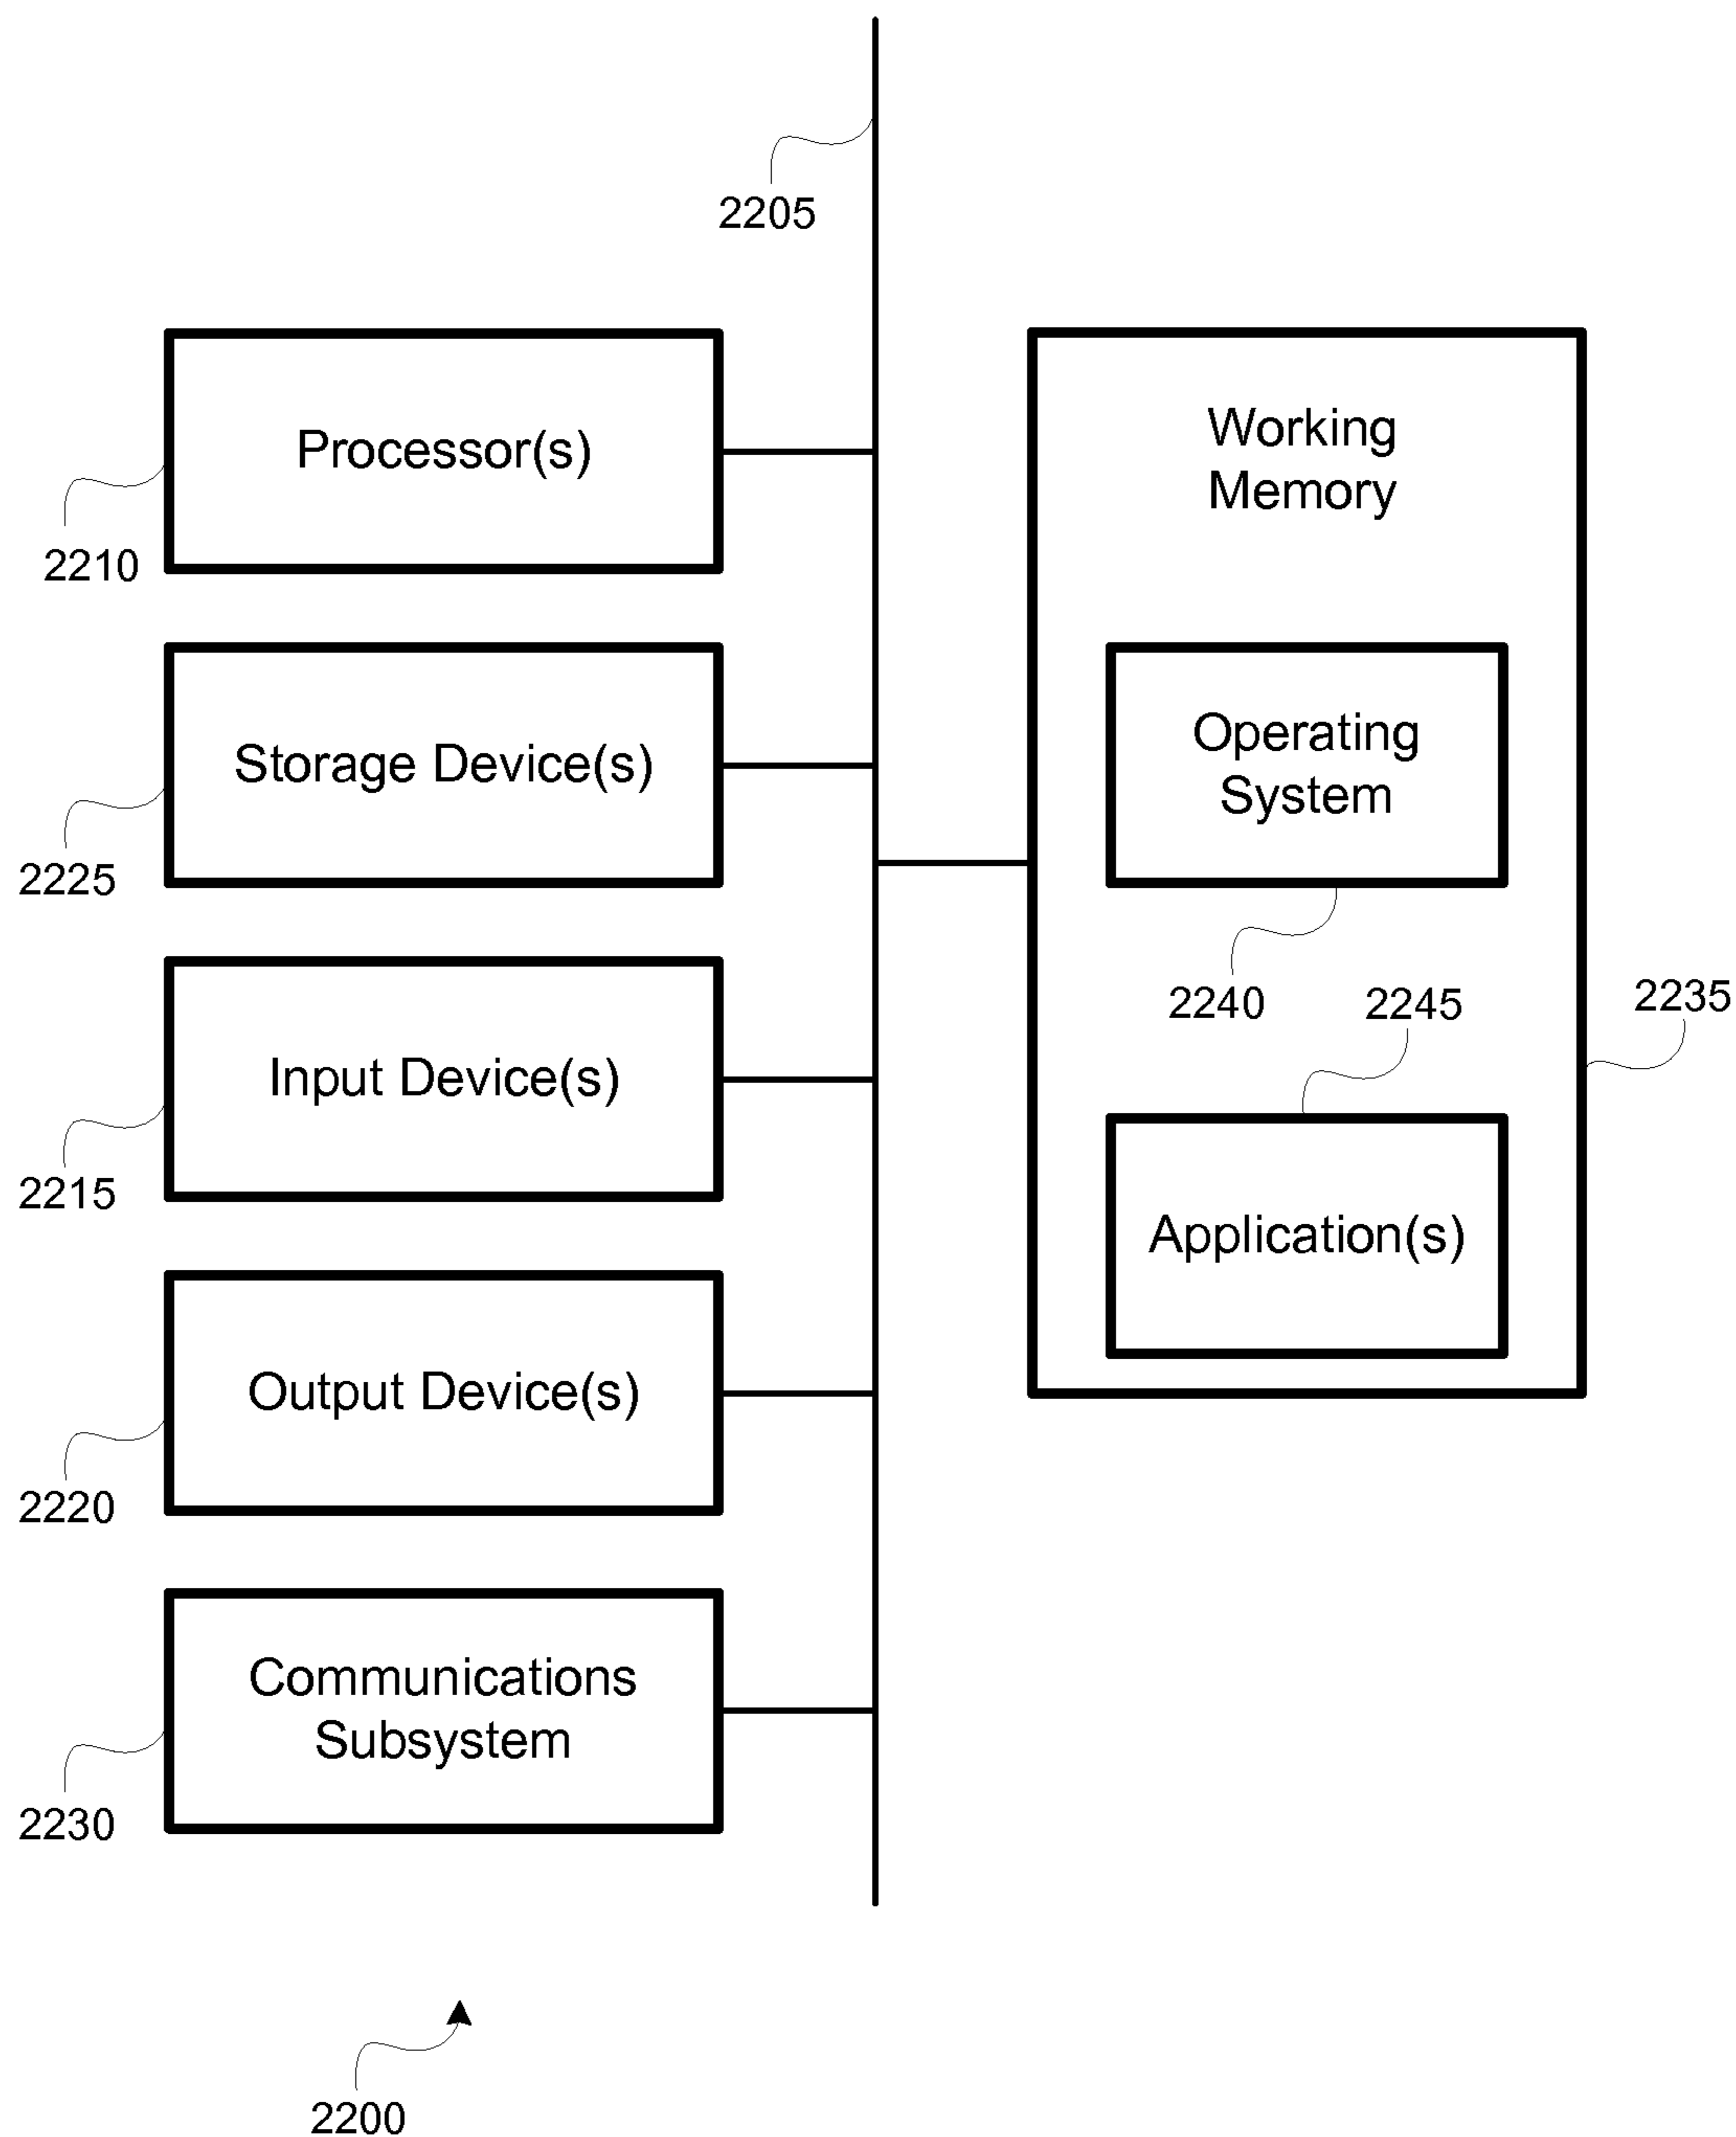 2205
Processor(s)
2210
Storage Device(s)
2225
Input Device(s)
2215
Output Device(s)
2220
Communications
Subsystem
2230
Working
Memory
Operating
System
2240
2245
2235
Application(s)
2200